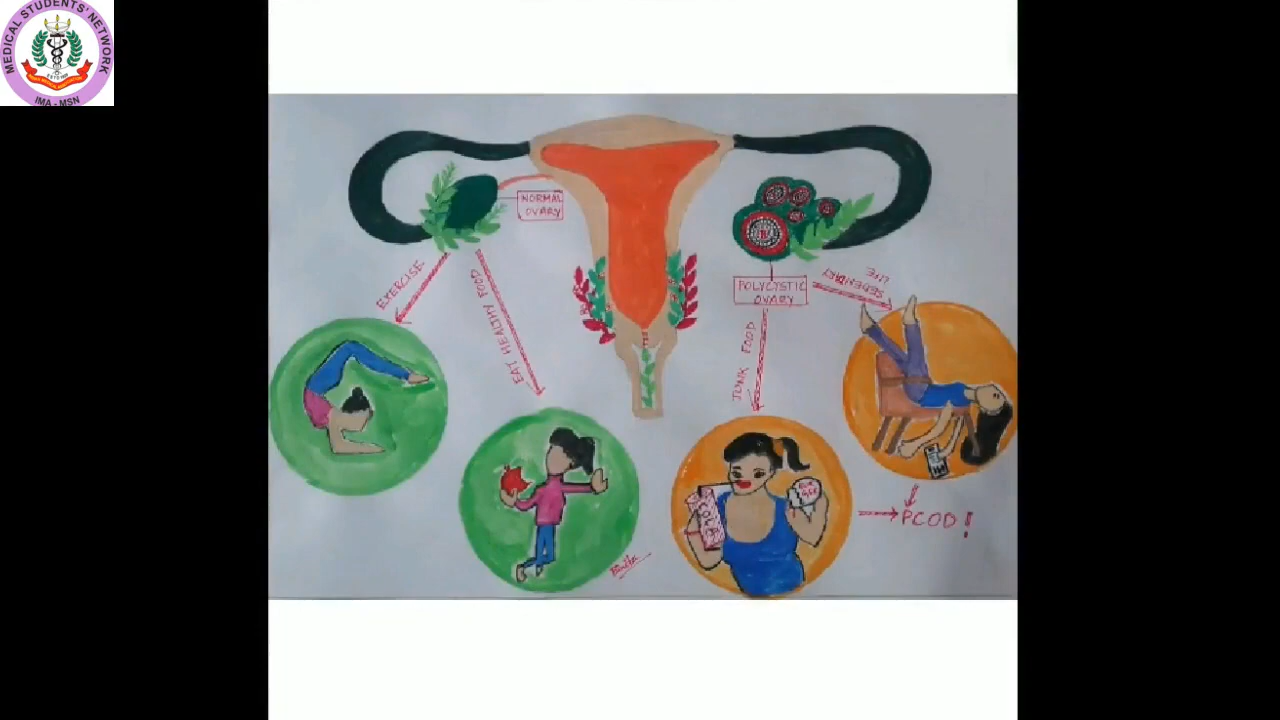 MEDICAL STUDENTS' NETWORK
IMA - MSN
NORMAL
OVARY
EXERCISE
EAT HEALTHY FOOD
POLYCYSTIC
OVARY
SEDENTARY
LIFE
JUNK FOOD
COLA
PCOD!